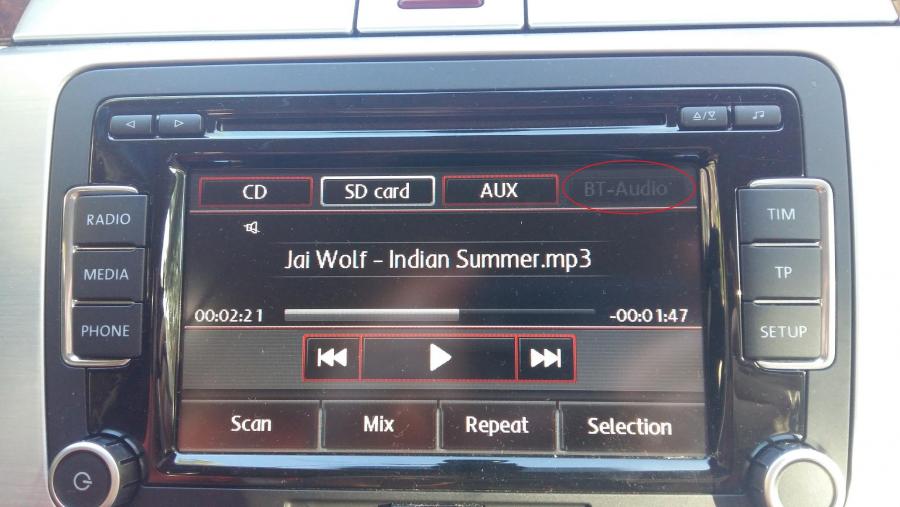 CD SD card AUX BT-Audio
RADIO
MEDIA
PHONE
TIM
TP
SETUP
Jai Wolf - Indian Summer.mp3
00:02:21 -00:01:47
Scan Mix Repeat Selection